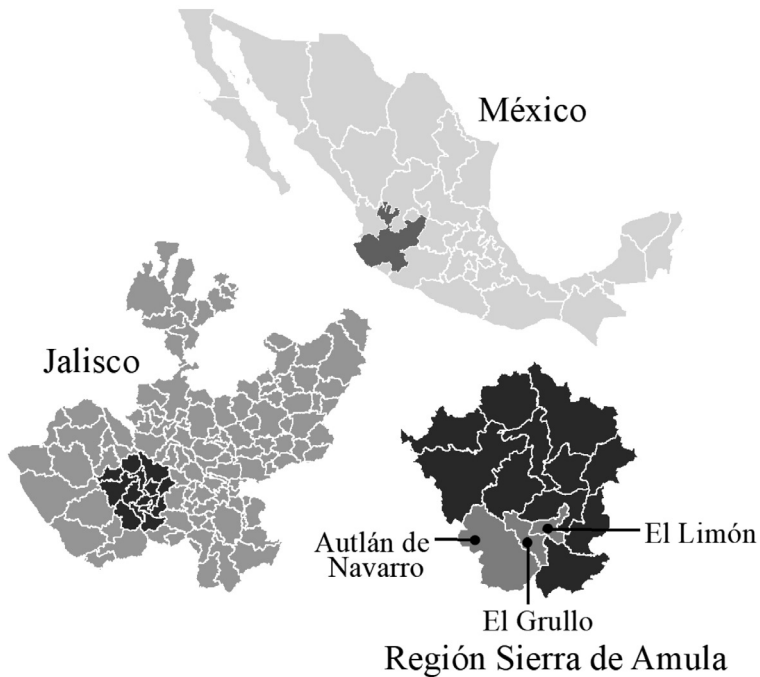 México
Jalisco
Autlán de
Navarro
El Limón
El Grullo
Región Sierra de Amula